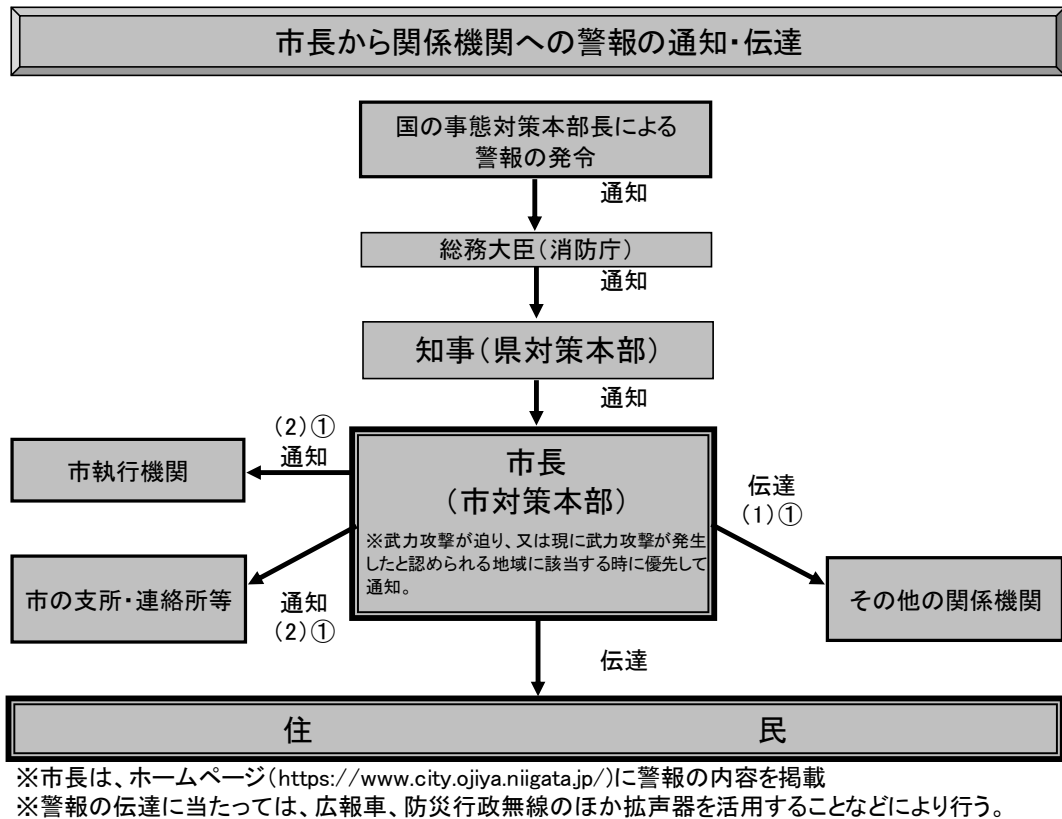 市長から関係機関への警報の通知・伝達
国の事態対策本部長による
警報の発令
通知
総務大臣(消防庁)
通知
知事(県対策本部)
通知
(2)①
通知
市執行機関
市長
(市対策本部)
※武力攻撃が迫り、又は現に武力攻撃が発生
したと認められる地域に該当する時に優先して
通知。
伝達
(1)①
市の支所・連絡所等
通知
(2)①
その他の関係機関
伝達
住民
※市長は、ホームページ(https://www.city.ojiya.niigata.jp/)に警報の内容を掲載
※警報の伝達に当たっては、広報車、防災行政無線のほか拡声器を活用することなどにより行う。